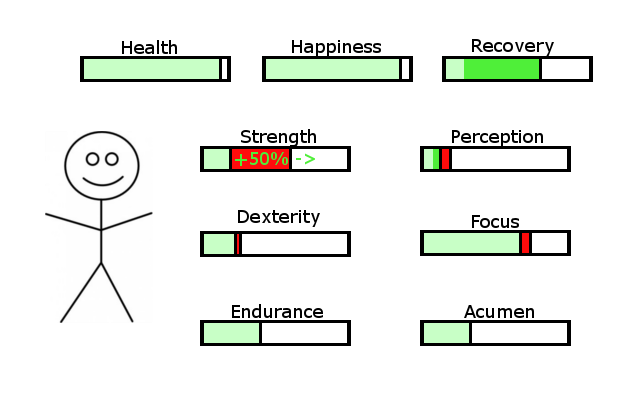 Health
Happiness
Recovery
Strength
Perception
+50% ->
Dexterity
Focus
Endurance
Acumen